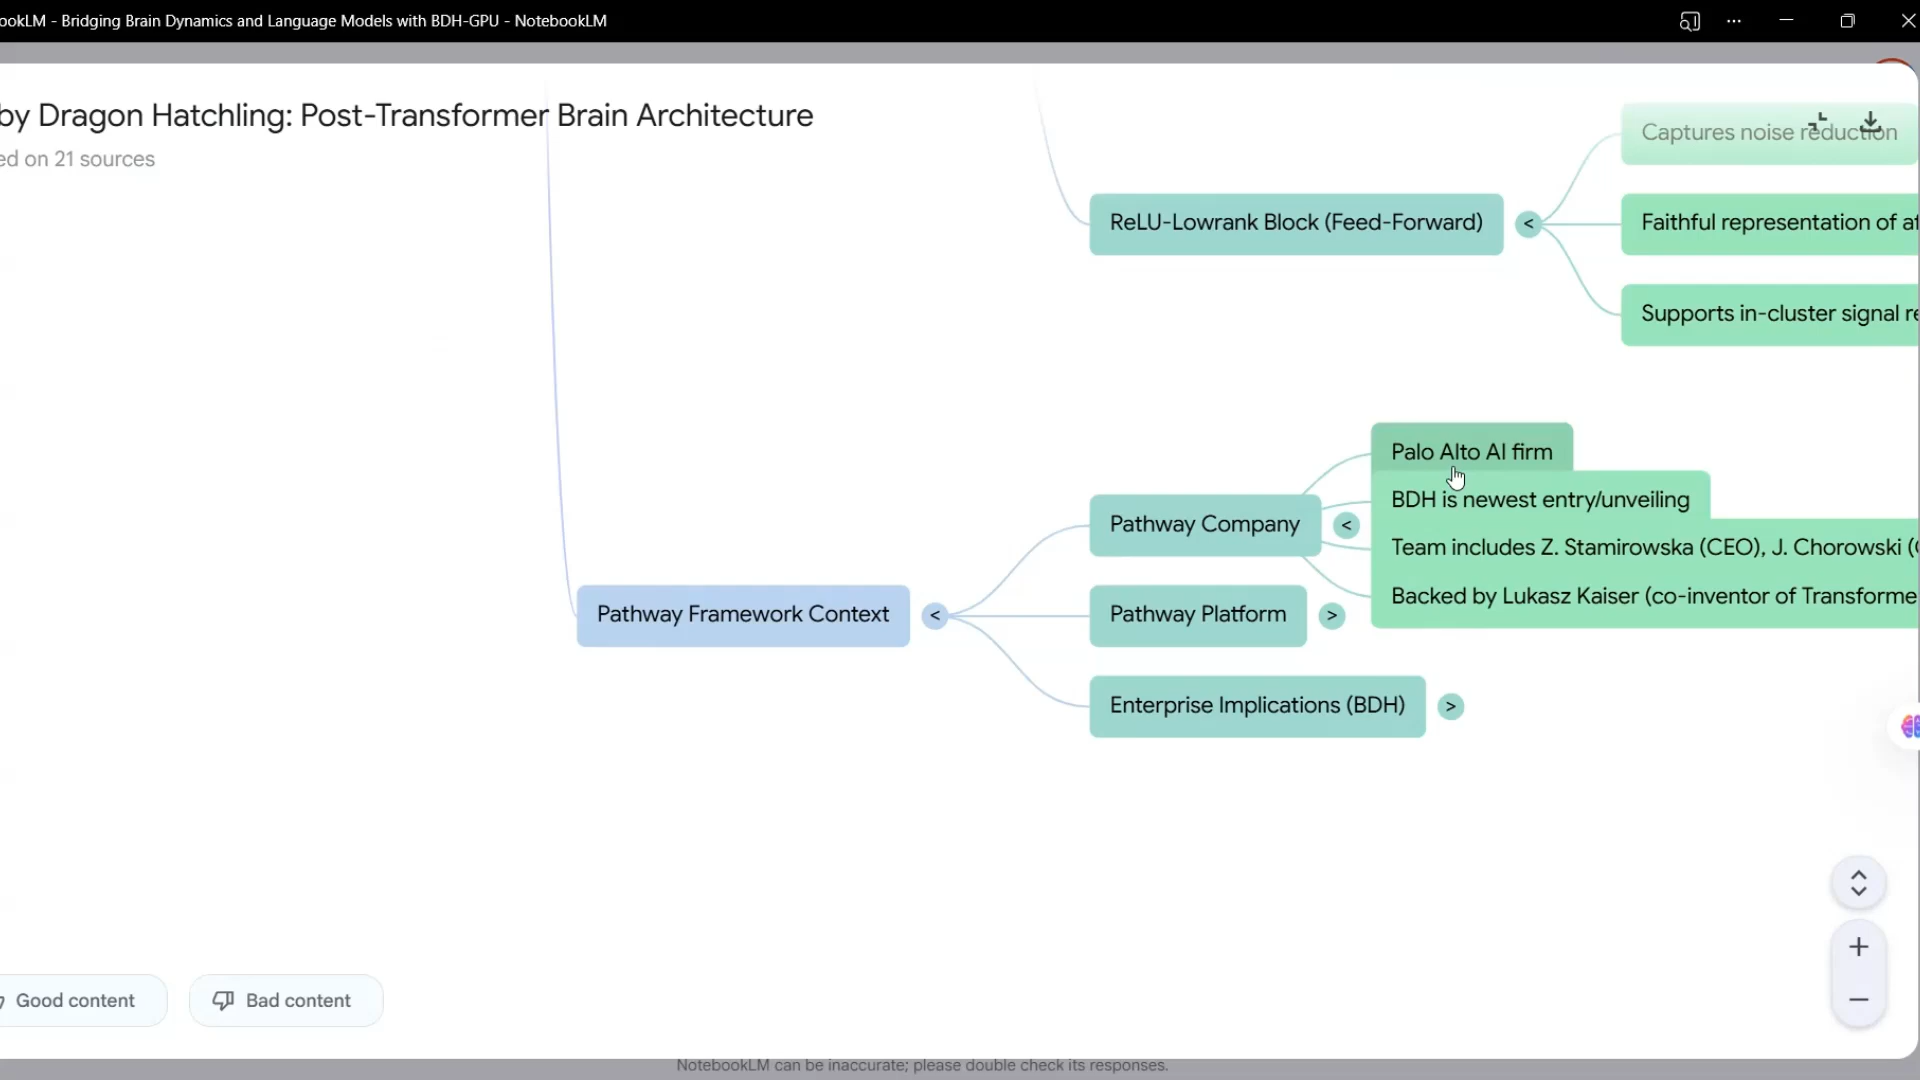 ookLM - Bridging Brain Dynamics and Language Models with BDH-GPU - NotebookLM
by Dragon Hatchling: Post-Transformer Brain Architecture
ed on 21 sources
Captures noise reduction
ReLU-Lowrank Block (Feed-Forward)
<
Faithful representation of af
Supports in-cluster signal re
Palo Alto AI firm
BDH is newest entry/unveiling
Pathway Company
<
Team includes Z. Stamirowska (CEO), J. Chorowski (C
Backed by Lukasz Kaiser (co-inventor of Transforme
Pathway Framework Context
<
Pathway Platform
>
Enterprise Implications (BDH)
>
Good content
Bad content
NotebookLM can be inaccurate; please double check its responses.